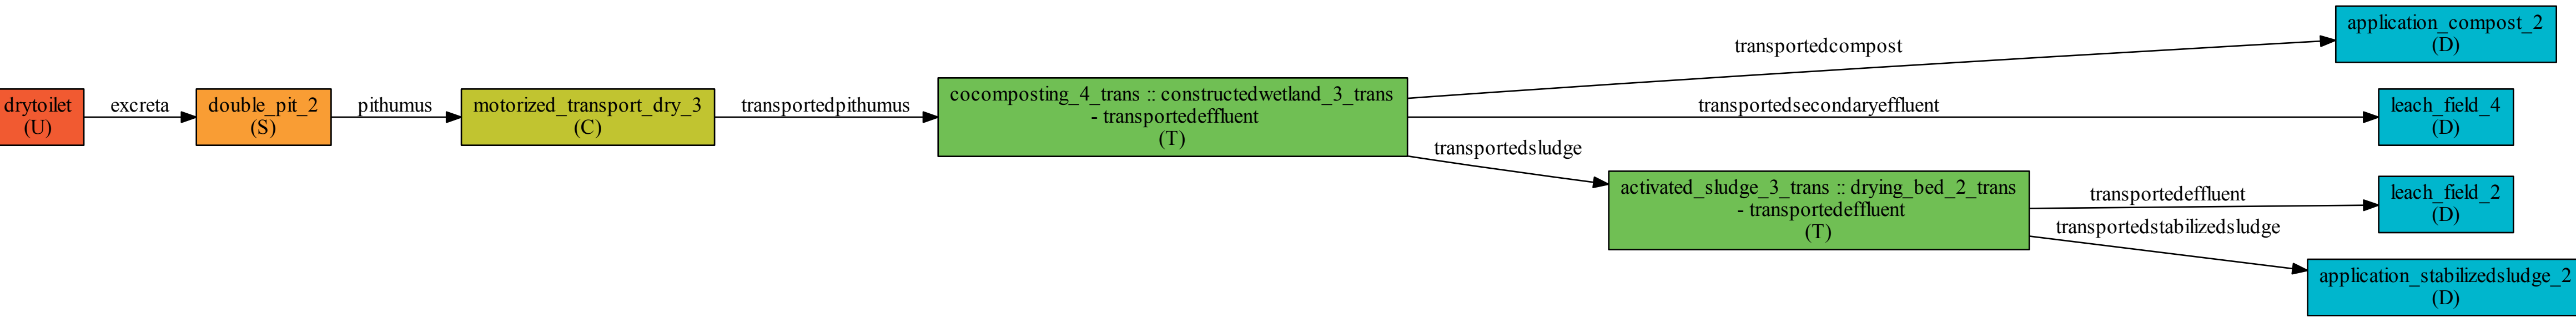 drytoilet
(U)
excreta
double_pit_2
(S)
pithumus
motorized_transport_dry_3
(C)
transportedpithumus
cocomposting_4_trans :: constructedwetland_3_trans
- transportedeffluent
(T)
transportedcompost
application_compost_2
(D)
transportedsecondaryeffluent
leach_field_4
(D)
transportedsludge
activated_sludge_3_trans :: drying_bed_2_trans
- transportedeffluent
(T)
transportedeffluent
leach_field_2
(D)
transportedstabilizedsludge
application_stabilizedsludge_2
(D)